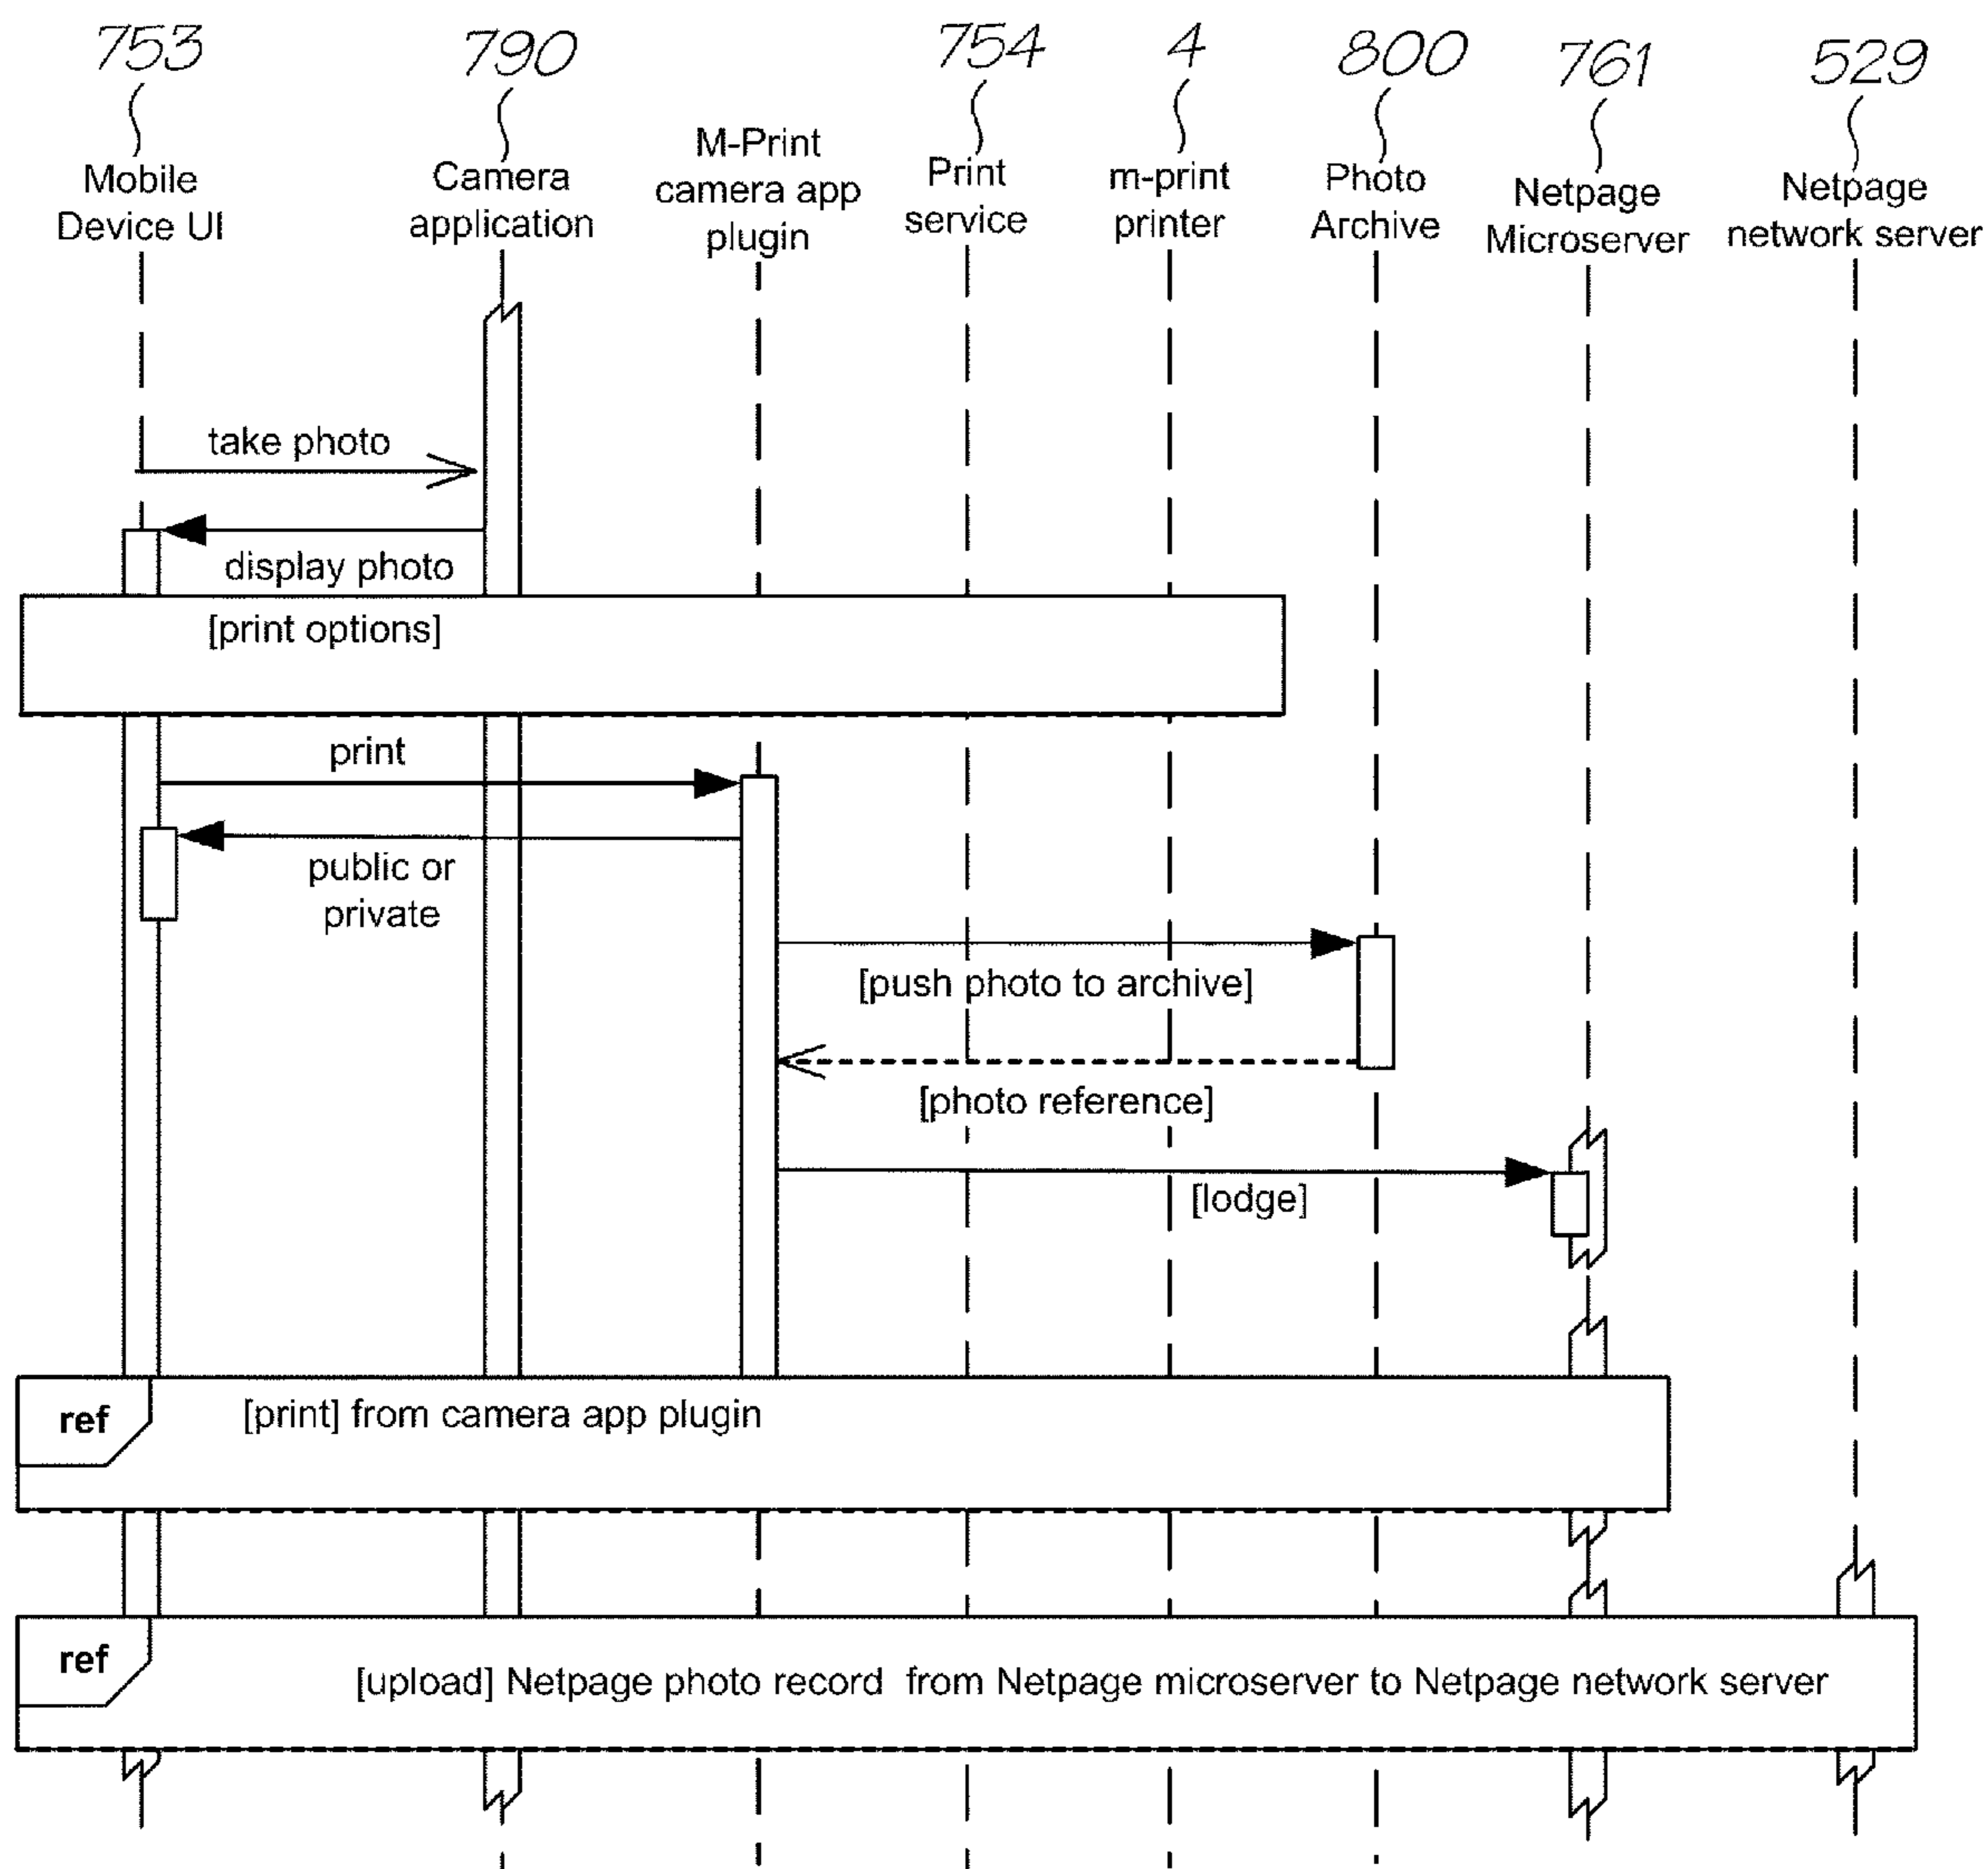 753
790
754
4
800
761
529
Mobile
Device UI
Camera
application
M-Print
camera app
plugin
Print
service
m-print
printer
Photo
Archive
Netpage
Microserver
Netpage
network server
take photo
display photo
[print options]
print
public or
private
[push photo to archive]
[photo reference]
[lodge]
ref
[print] from camera app plugin
ref
[upload] Netpage photo record from Netpage microserver to Netpage network server